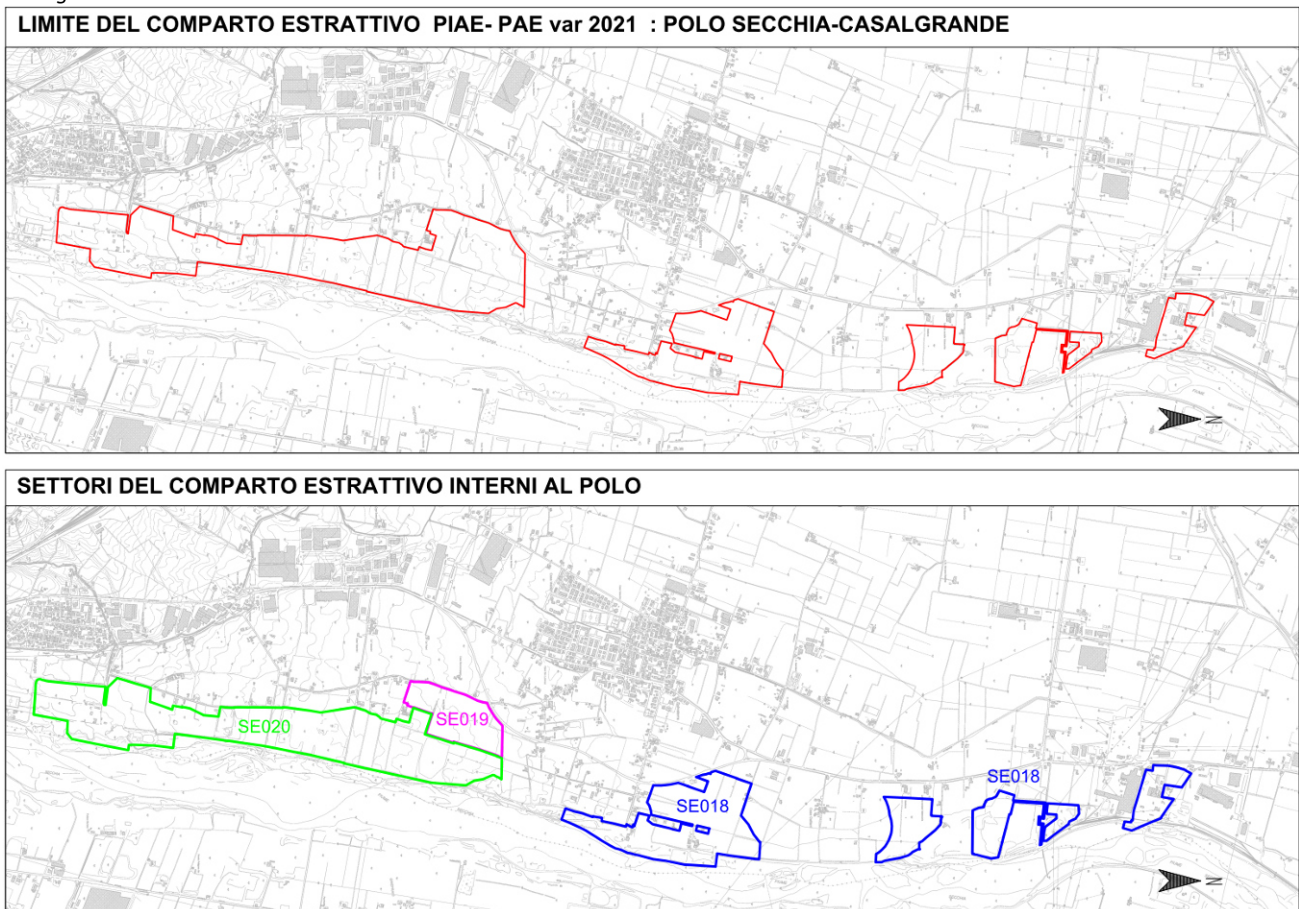 LIMITE DEL COMPARTO ESTRATTIVO PIAE- PAE var 2021 : POLO SECCHIA-CASALGRANDE
N
SETTORI DEL COMPARTO ESTRATTIVO INTERNI AL POLO
SE020
SE019
SE018
SE018
N